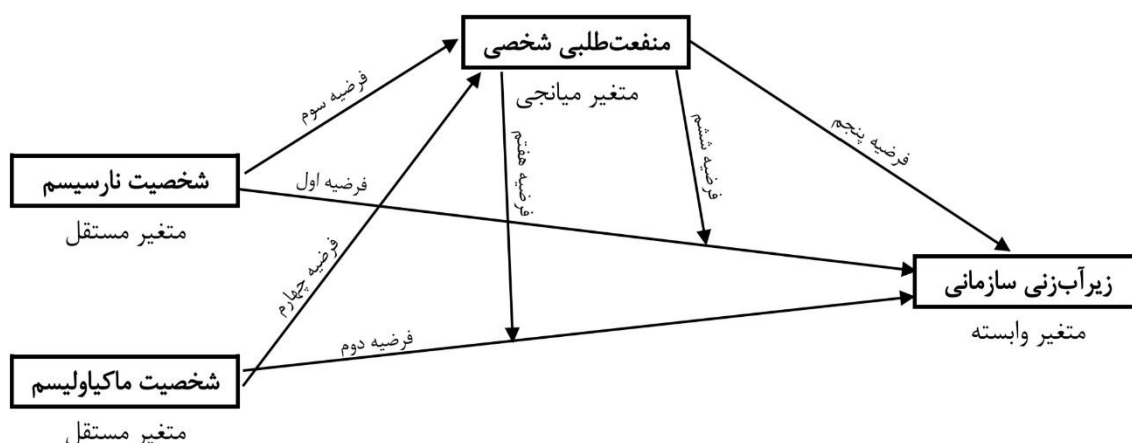 منفعت‌طلبی شخصی
متغیر میانجی
فرضیه سوم
فرضیه هفتم
فرضیه ششم
فرضیه پنجم
شخصیت نارسیسم
متغیر مستقل
فرضیه اول
فرضیه چهارم
زیرآب‌زنی سازمانی
متغیر وابسته
فرضیه دوم
شخصیت ماکیاولیسم
متغیر مستقل